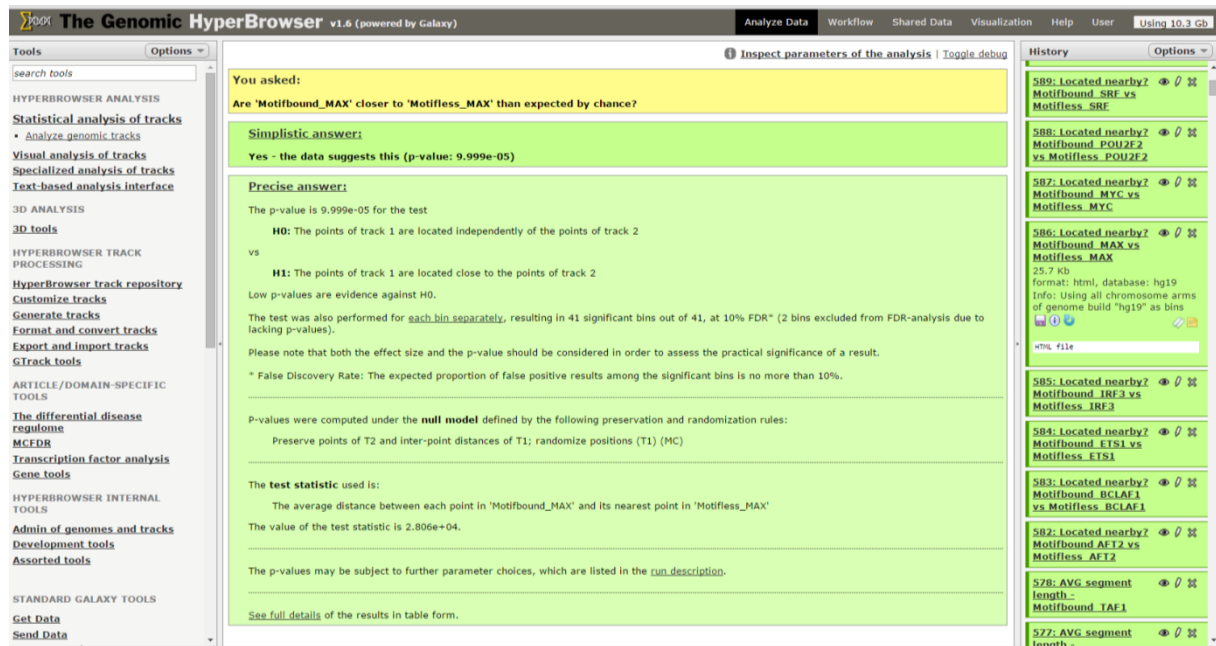 The Genomic HyperBrowser v1.6 (powered by Galaxy)
Analyze Data Workflow Shared Data Visualization Help User Using 10.3 Gb
Tools Options
search tools
HYPERBROWSER ANALYSIS
Statistical analysis of tracks
Analyze genomic tracks
Visual analysis of tracks
Specialized analysis of tracks
Text-based analysis interface
3D ANALYSIS
3D tools
HYPERBROWSER TRACK
PROCESSING
HyperBrowser track repository
Customize tracks
Generate tracks
Format and convert tracks
Export and import tracks
GTrack tools
ARTICLE/DOMAIN-SPECIFIC
TOOLS
The differential disease
regulome
MCFDR
Transcription factor analysis
Gene tools
HYPERBROWSER INTERNAL
TOOLS
Admin of genomes and tracks
Development tools
Assorted tools
STANDARD GALAXY TOOLS
Get Data
Send Data
Inspect parameters of the analysis | Toggle debug
You asked:
Are 'Motifbound_MAX' closer to 'Motifless_MAX' than expected by chance?
Simplistic answer:
Yes - the data suggests this (p-value: 9.999e-05)
Precise answer:
The p-value is 9.999e-05 for the test
H0: The points of track 1 are located independently of the points of track 2
vs
H1: The points of track 1 are located close to the points of track 2
Low p-values are evidence against H0.
The test was also performed for each bin separately, resulting in 41 significant bins out of 41, at 10% FDR* (2 bins excluded from FDR-analysis due to
lacking p-values).
Please note that both the effect size and the p-value should be considered in order to assess the practical significance of a result.
* False Discovery Rate: The expected proportion of false positive results among the significant bins is no more than 10%.
P-values were computed under the null model defined by the following preservation and randomization rules:
Preserve points of T2 and inter-point distances of T1; randomize positions (T1) (MC)
The test statistic used is:
The average distance between each point in 'Motifbound_MAX' and its nearest point in 'Motifless_MAX'
The value of the test statistic is 2.806e+04.
The p-values may be subject to further parameter choices, which are listed in the run description.
See full details of the results in table form.
History Options
589: Located nearby?
Motifbound_SRF vs
Motifless_SRF
588: Located nearby?
Motifbound_POU2F2
vs Motifless_POU2F2
587: Located nearby?
Motifbound_MYC vs
Motifless_MYC
586: Located nearby?
Motifbound_MAX vs
Motifless_MAX
25.7 Kb
format: html, database: hg19
Info: Using all chromosome arms
of genome build "hg19" as bins
HTML file
585: Located nearby?
Motifbound_IRF3 vs
Motifless_IRF3
584: Located nearby?
Motifbound_ETS1 vs
Motifless_ETS1
583: Located nearby?
Motifbound_BCLAF1
vs Motifless_BCLAF1
582: Located nearby?
Motifbound AFT2 vs
Motifless_AFT2
578: AVG segment
length -
Motifbound_TAF1
577: AVG segment
length -